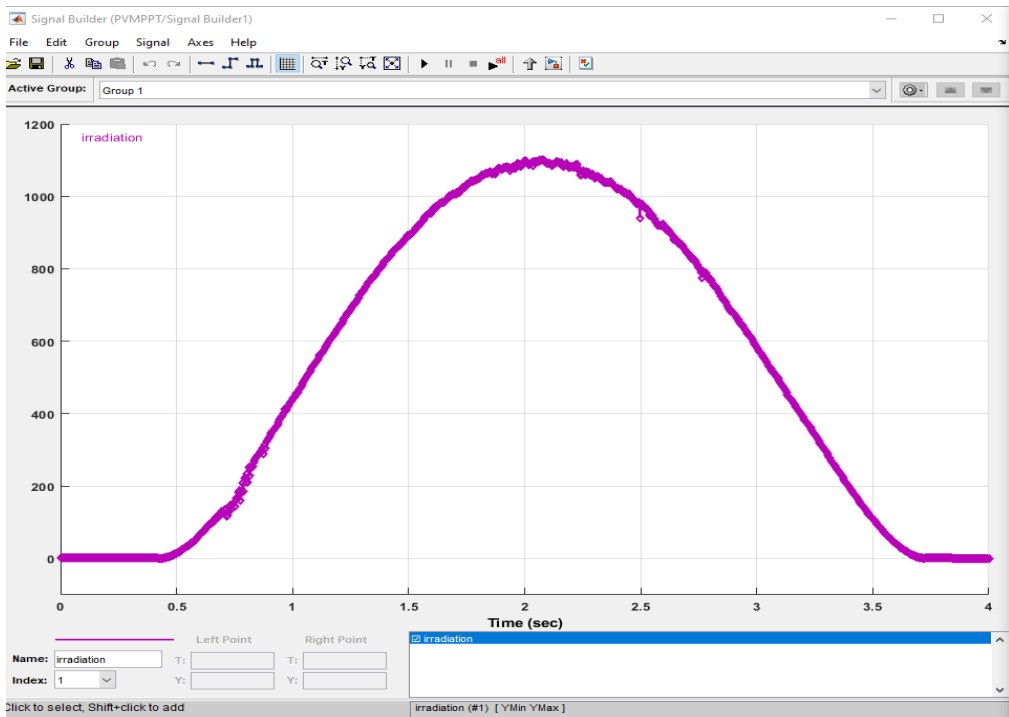 Signal Builder (PVMPPT/Signal Builder1)
File Edit Group Signal Axes Help
all
Active Group: Group 1
irradiation
1200
1000
800
600
400
200
0
0 0.5 1 1.5 2 2.5 3 3.5 4
Time (sec)
Left Point Right Point
irradiation
Name: irradiation T: T:
Index: 1 Y: Y:
Click to select, Shift+click to add
irradiation (#1) [ YMin YMax ]